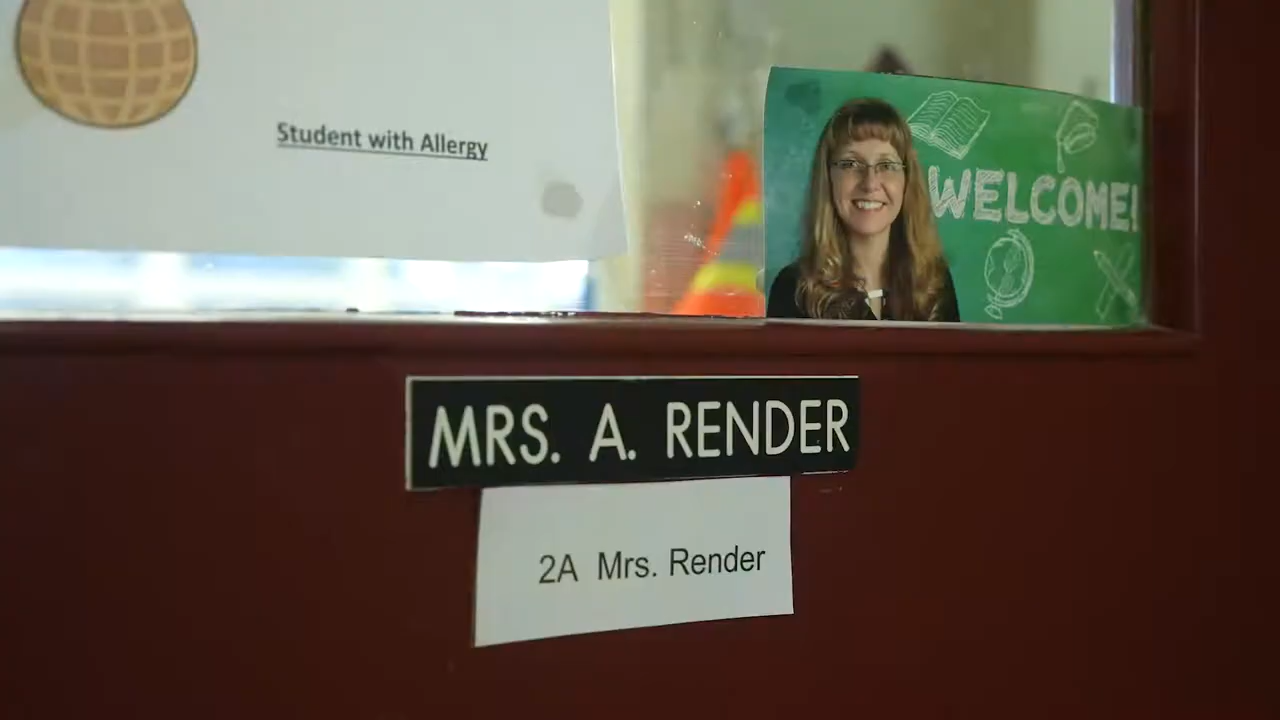 Student with Allergy
WELCOME!
MRS. A. RENDER
2A Mrs. Render